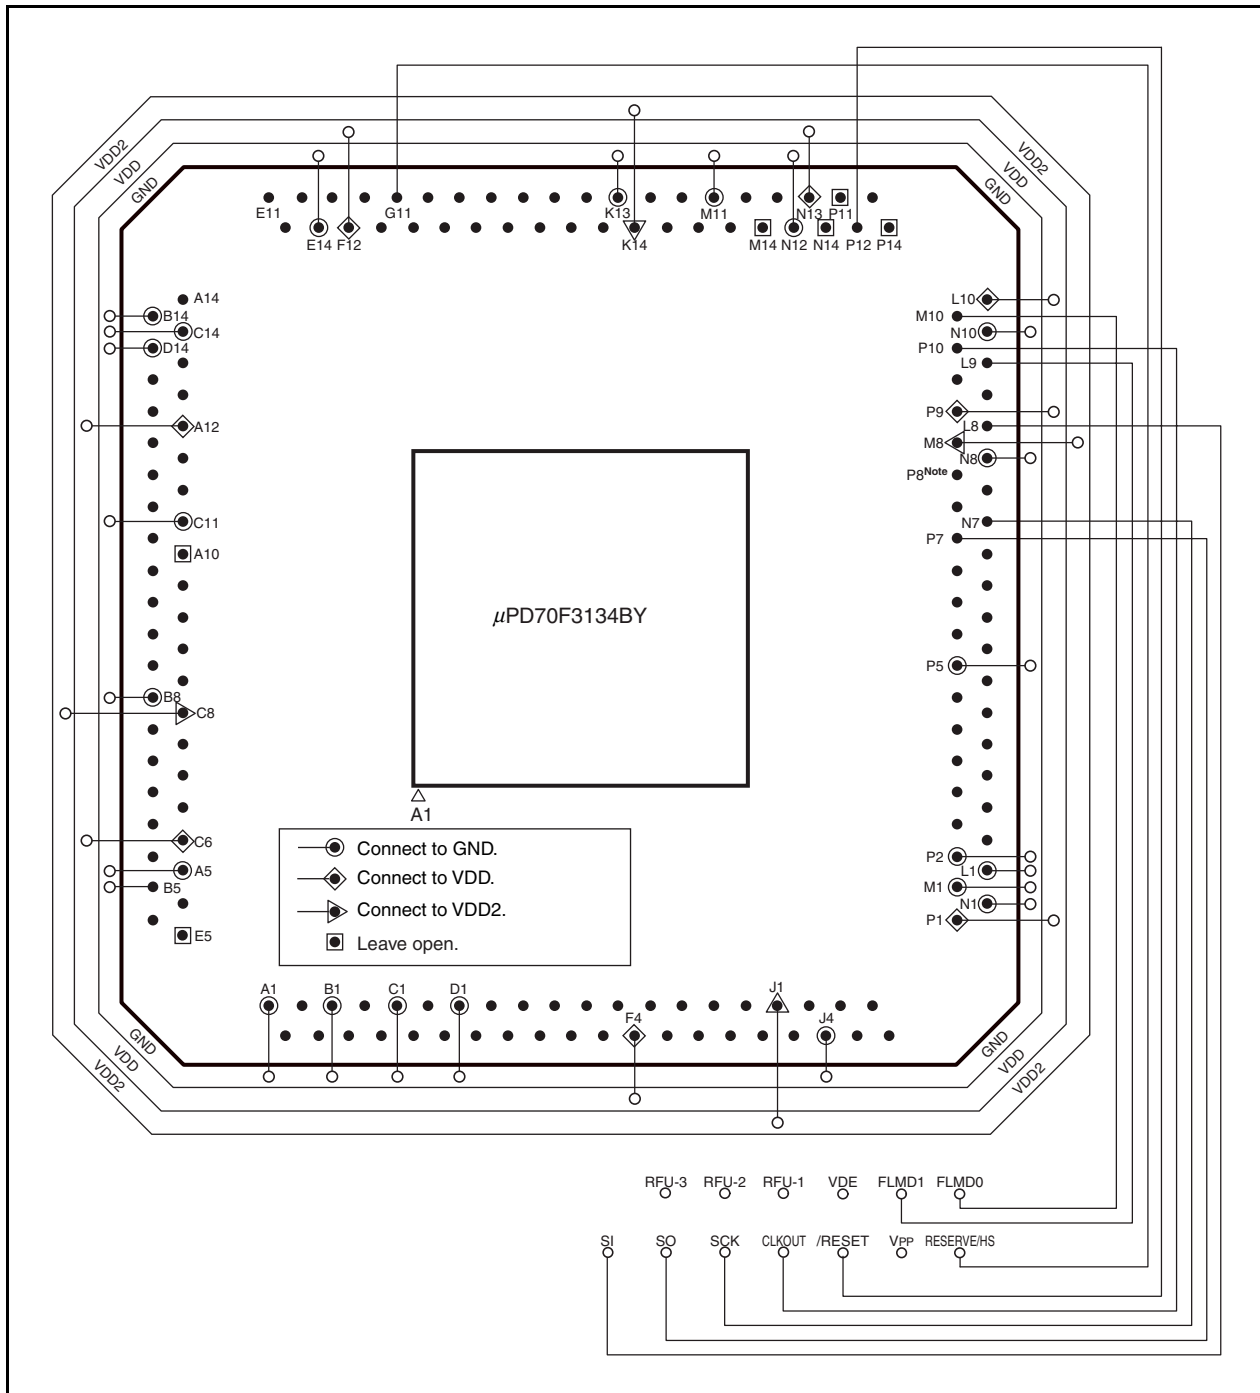 VDD2
VDD
GND
VDD2
VDD
GND
E11
G11
K13
M11
N13
P11
E14
F12
K14
M14
N12
N14
P12
P14
A14
B14
C14
D14
A12
C11
A10
B8
C8
C6
A5
B5
E5
L10
M10
N10
P10
L9
P9
L8
M8
N8
P8Note
N7
P7
P5
P2
L1
M1
N1
P1
µPD70F3134BY
A1
Connect to GND.
Connect to VDD.
Connect to VDD2.
Leave open.
A1
B1
C1
D1
F4
J1
J4
GND
VDD
VDD2
GND
VDD
VDD2
RFU-3 RFU-2 RFU-1 VDE FLMD1 FLMD0
SI SO SCK CLKOUT /RESET VPP RESERVE/HS